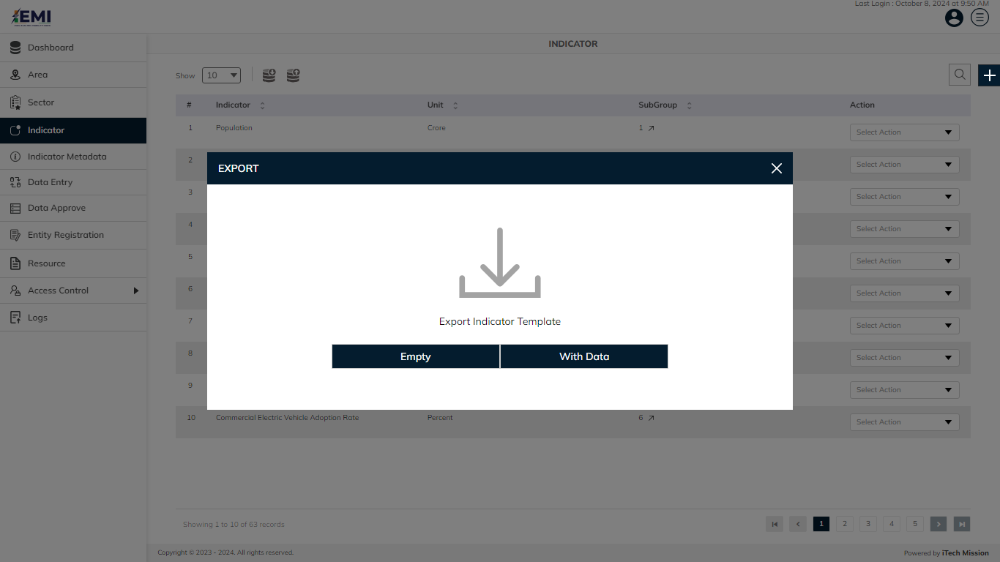 Last Login : October 8, 2024 at 9:50 AM
EMI
INDICATOR
Dashboard
Area
Sector
Indicator
Indicator Metadata
Data Entry
Data Approve
Entity Registration
Resource
Access Control
Logs
Show 10
# Indicator Unit SubGroup Action
1 Population Crore 1 Select Action
2 Select Action
3 Select Action
4 Select Action
5 Select Action
6 Select Action
7 Select Action
8 Select Action
9 Select Action
10 Commercial Electric Vehicle Adoption Rate Percent 6 Select Action
EXPORT
Export Indicator Template
Empty With Data
Showing 1 to 10 of 63 records
1 2 3 4 5
Copyright © 2023 - 2024. All rights reserved.
Powered by iTech Mission